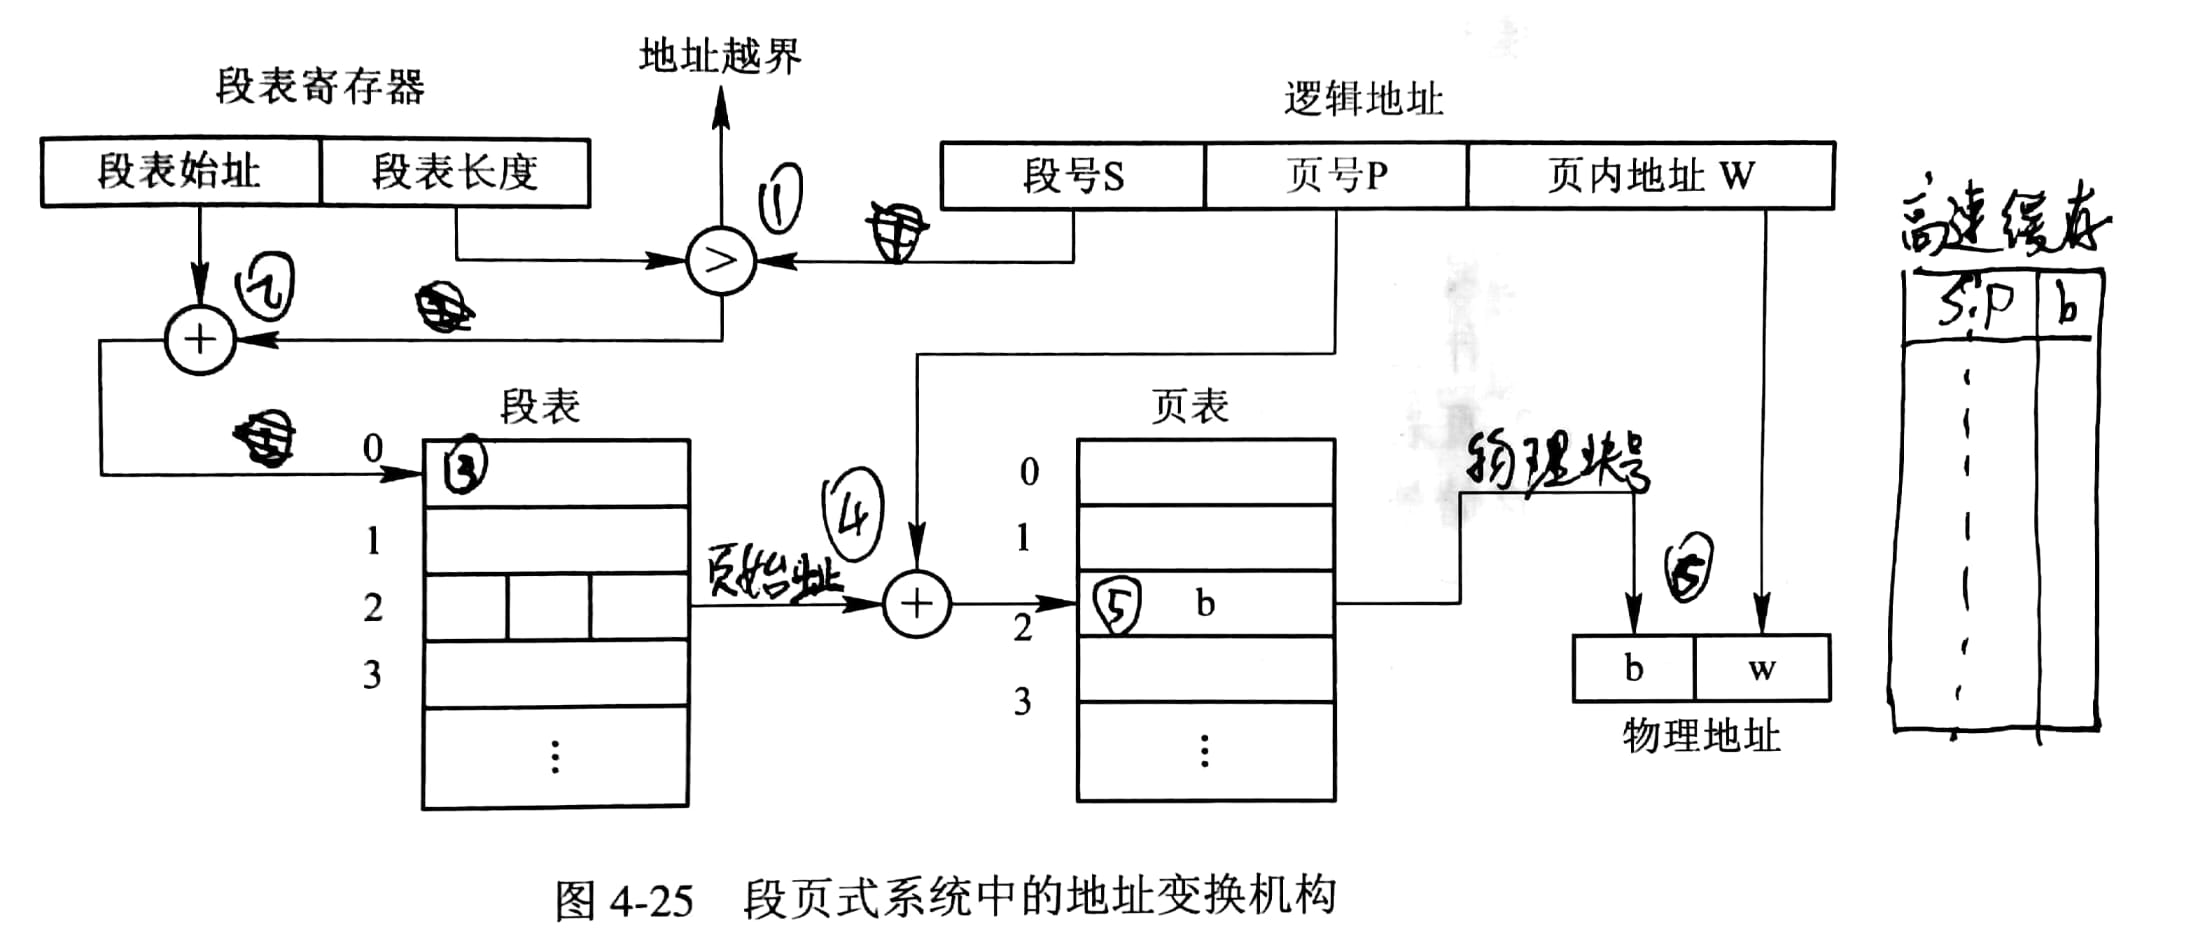 地址越界
段表寄存器
逻辑地址
段表始址 段表长度
①
段号S 页号P 页内地址 W
高速缓存
>
②
S P b
+
段表
页表
0 ③
0
物理块号
1
④
1
页始址
2
+
⑤ b
2
3
b w
3
物理地址
⋮
⋮
图 4-25 段页式系统中的地址变换机构